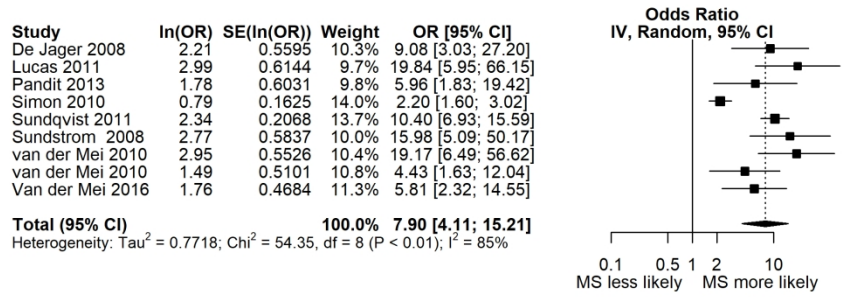 Odds Ratio
Study ln(OR) SE(ln(OR)) Weight OR [95% CI] IV, Random, 95% CI
De Jager 2008 2.21 0.5595 10.3% 9.08 [3.03; 27.20]
Lucas 2011 2.99 0.6144 9.7% 19.84 [5.95; 66.15]
Pandit 2013 1.78 0.6031 9.8% 5.96 [1.83; 19.42]
Simon 2010 0.79 0.1625 14.0% 2.20 [1.60; 3.02]
Sundqvist 2011 2.34 0.2068 13.6% 10.40 [6.93; 15.59]
Sundstrom 2008 2.77 0.5837 10.0% 15.98 [5.09; 50.17]
van der Mei 2010 2.95 0.5526 10.4% 19.17 [6.49; 56.62]
van der Mei 2010 1.49 0.5101 10.8% 4.43 [1.63; 12.04]
Van der Mei 2016 1.76 0.4684 11.3% 5.81 [2.32; 14.55]
Total (95% CI) 100.0% 7.90 [4.11; 15.21]
Heterogeneity: Tau² = 0.7718; Chi² = 54.35, df = 8 (P < 0.01); I² = 85%
0.1 0.5 1 2 10
MS less likely MS more likely